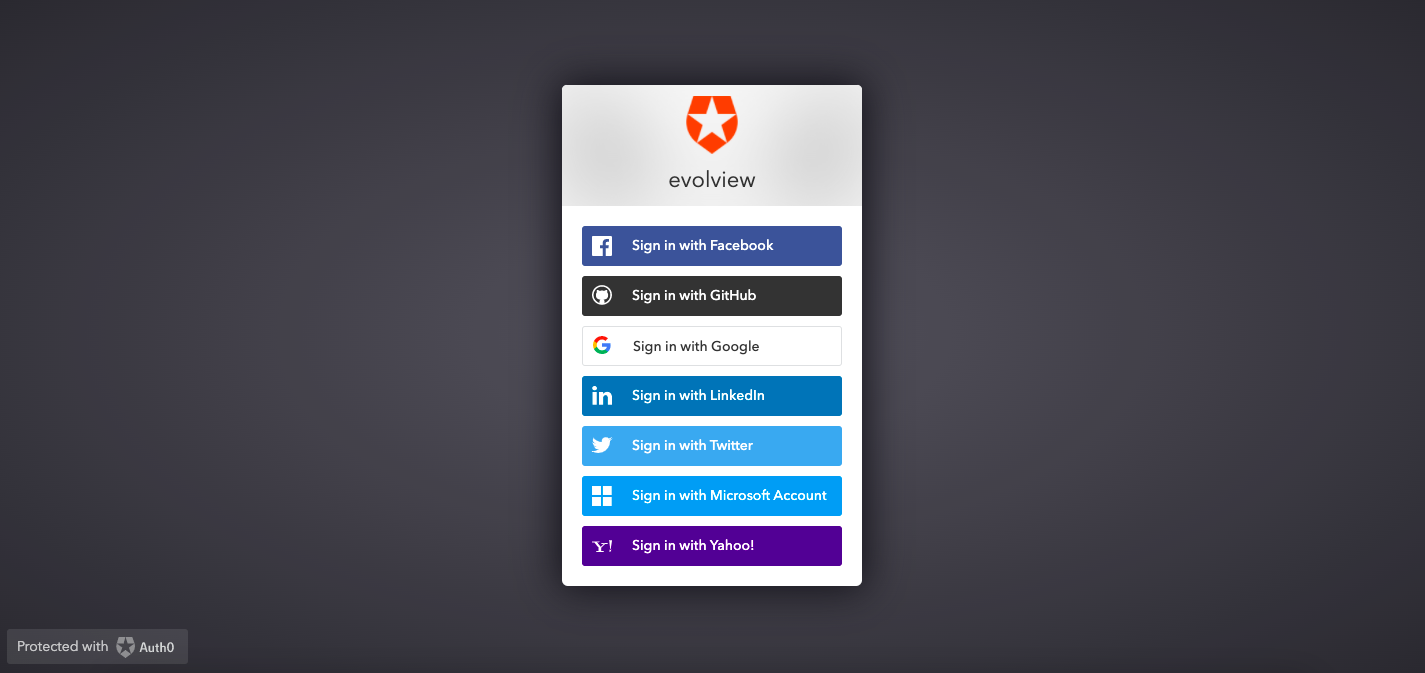 evolview
Sign in with Facebook
Sign in with GitHub
Sign in with Google
in Sign in with LinkedIn
Sign in with Twitter
Sign in with Microsoft Account
Y! Sign in with Yahoo!
Protected with Auth0